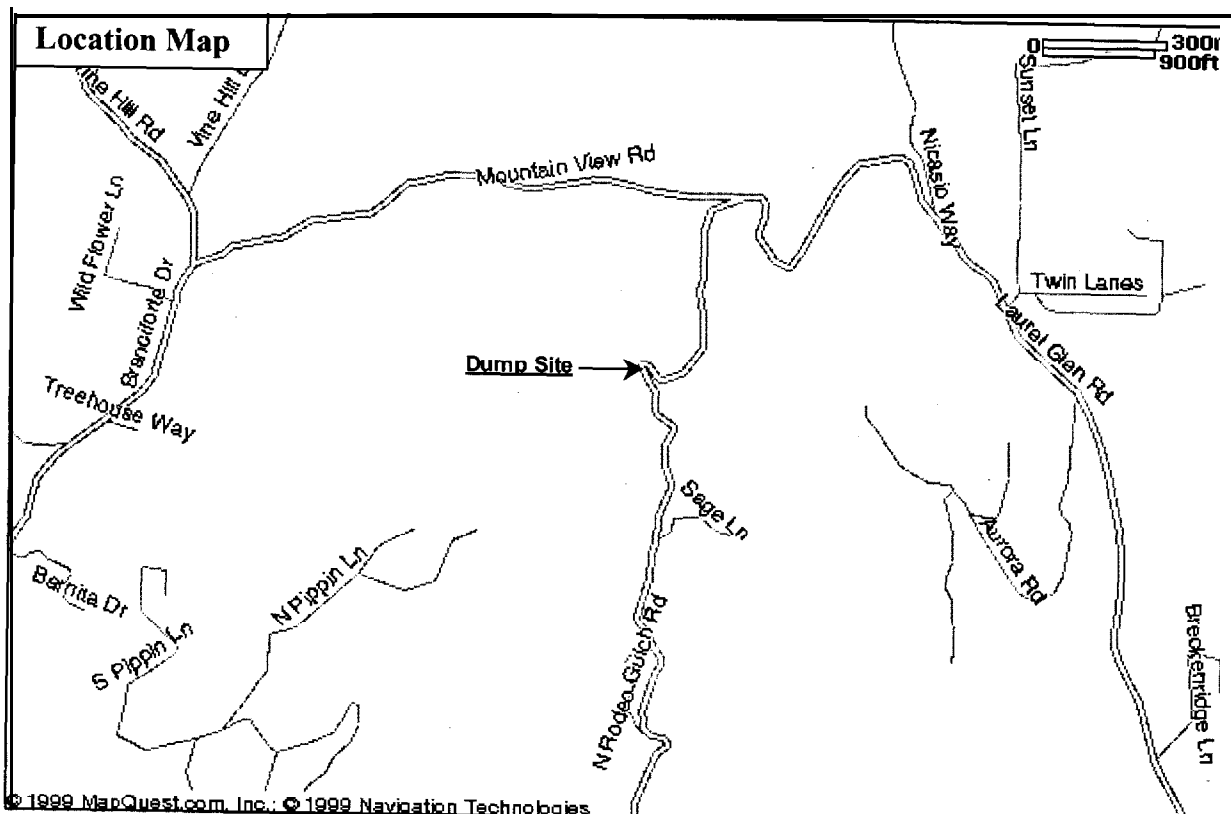 Location Map
0 300m
900ft
Vine Hill Rd
Vine Hill
Sunset Ln
Mountain View Rd
Nicasio Way
Wild Flower Ln
Branciforte Dr
Twin Lanes
Laurel Glen Rd
Dump Site
Treehouse Way
Sage Ln
Aurora Rd
Bernita Dr
N Pippin Ln
S Pippin Ln
N Rodeo Gulch Rd
Breckenridge Ln
© 1999 MapQuest.com, Inc.; © 1999 Navigation Technologies